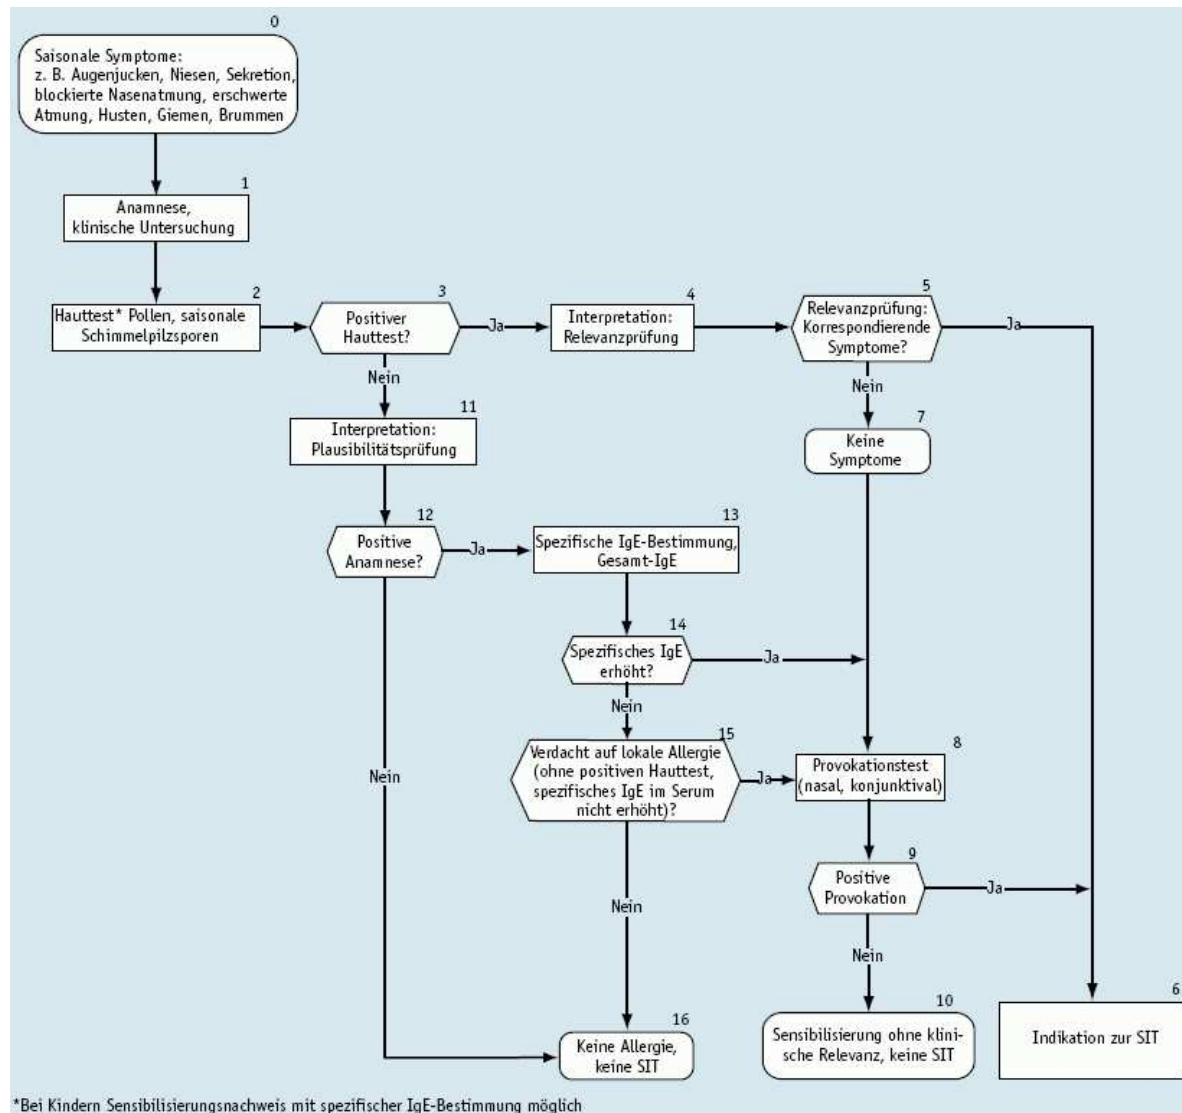 0
Saisonale Symptome:
z. B. Augenjucken, Niesen, Sekretion,
blockierte Nasenatmung, erschwerte
Atmung, Husten, Giemen, Brummen
1
Anamnese,
klinische Untersuchung
2
Hauttest* Pollen, saisonale
Schimmelpilzsporen
3
Positiver
Hauttest?
Ja
4
Interpretation:
Relevanzprüfung
5
Relevanzprüfung:
Korrespondierende
Symptome?
Ja
Nein
Nein
11
Interpretation:
Plausibilitätsprüfung
7
Keine
Symptome
12
Positive
Anamnese?
Ja
13
Spezifische IgE-Bestimmung,
Gesamt-IgE
14
Spezifisches IgE
erhöht?
Ja
Nein
15
Verdacht auf lokale Allergie
(ohne positiven Hauttest,
spezifisches IgE im Serum
nicht erhöht)?
Ja
8
Provokationstest
(nasal, konjunktival)
Nein
9
Positive
Provokation
Ja
Nein
Nein
16
Keine Allergie,
keine SIT
10
Sensibilisierung ohne klini-
sche Relevanz, keine SIT
6
Indikation zur SIT
*Bei Kindern Sensibilisierungsnachweis mit spezifischer IgE-Bestimmung möglich